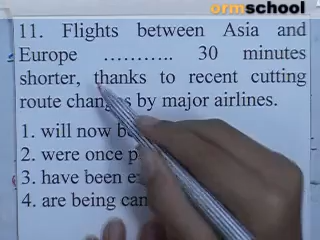 ormschool
11. Flights between Asia and
Europe ........... 30 minutes
shorter, thanks to recent cutting
route changes by major airlines.
1. will now be
2. were once
3. have been
4. are being